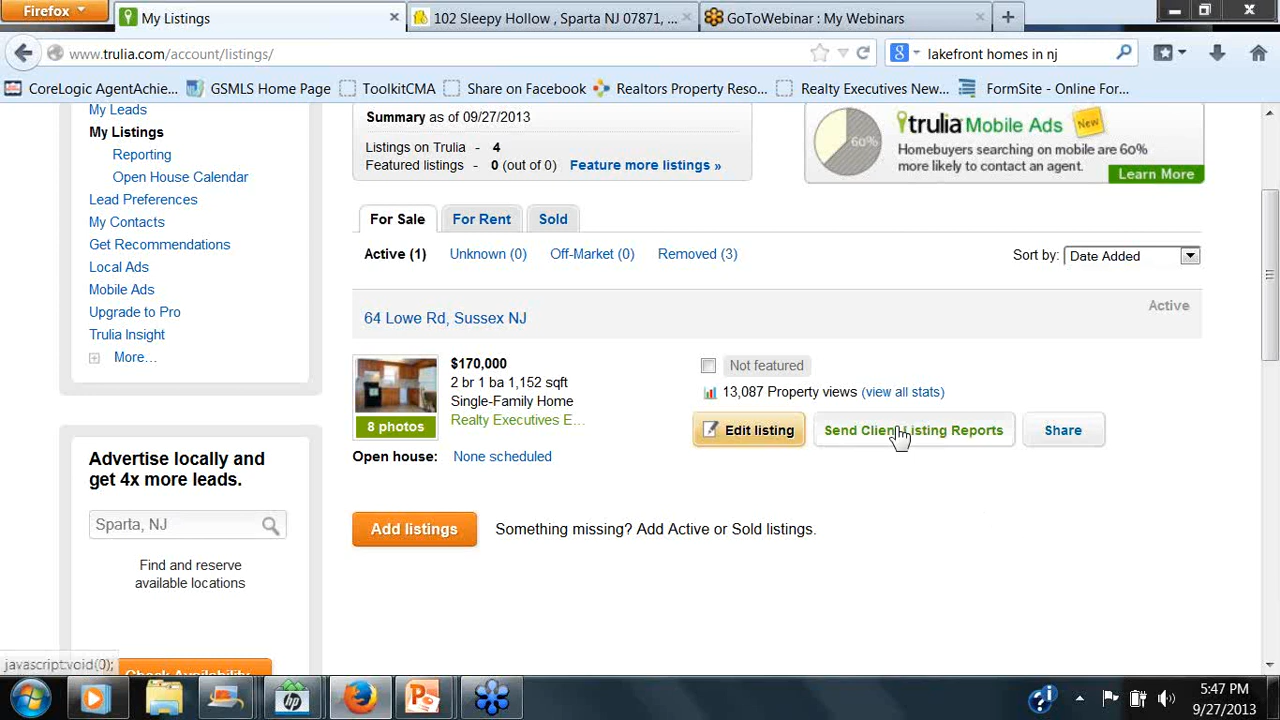 Firefox
My Listings
102 Sleepy Hollow , Sparta NJ 07871, ...
GoToWebinar : My Webinars
www.trulia.com/account/listings/
lakefront homes in nj
CoreLogic AgentAchie...
GSMLS Home Page
ToolkitCMA
Share on Facebook
Realtors Property Reso...
Realty Executives New...
FormSite - Online For...
My Leads
My Listings
Reporting
Open House Calendar
Lead Preferences
My Contacts
Get Recommendations
Local Ads
Mobile Ads
Upgrade to Pro
Trulia Insight
More...
Advertise locally and
get 4x more leads.
Sparta, NJ
Find and reserve
available locations
Check Availability
javascript:void(0);
Summary as of 09/27/2013
Listings on Trulia - 4
Featured listings - 0 (out of 0) Feature more listings »
60%
trulia Mobile Ads New
Homebuyers searching on mobile are 60%
more likely to contact an agent.
Learn More
For Sale
For Rent
Sold
Active (1)
Unknown (0)
Off-Market (0)
Removed (3)
Sort by: Date Added
64 Lowe Rd, Sussex NJ
Active
$170,000
2 br 1 ba 1,152 sqft
Single-Family Home
Realty Executives E...
8 photos
Open house: None scheduled
Not featured
13,087 Property views (view all stats)
Edit listing
Send Client Listing Reports
Share
Add listings
Something missing? Add Active or Sold listings.
5:47 PM
9/27/2013